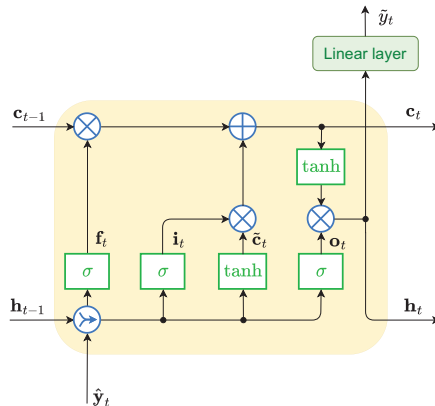 ỹₜ
Linear layer
𝐜ₜ₋₁
𝐜ₜ
tanh
𝐟ₜ
𝐢ₜ
𝐜̃ₜ
𝐨ₜ
σ
σ
tanh
σ
𝐡ₜ₋₁
𝐡ₜ
𝐲̂ₜ